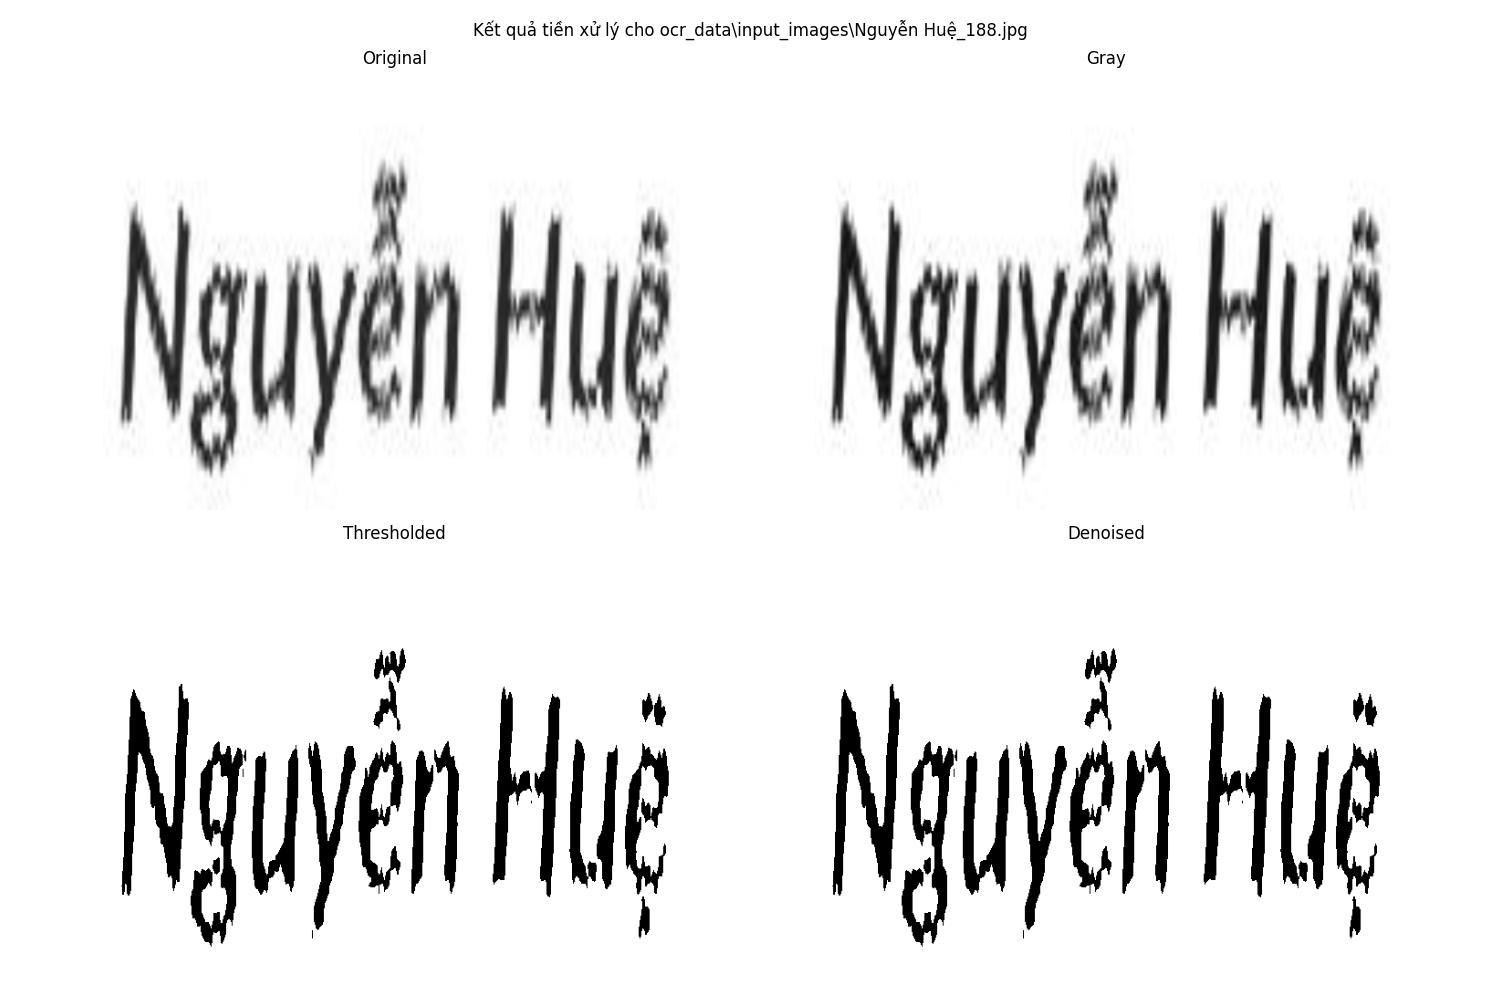 Kết quả tiền xử lý cho ocr_data\input_images\Nguyễn Huệ_188.jpg
Original
Gray
Nguyễn Huệ
Nguyễn Huệ
Thresholded
Denoised
Nguyễn Huệ
Nguyễn Huệ